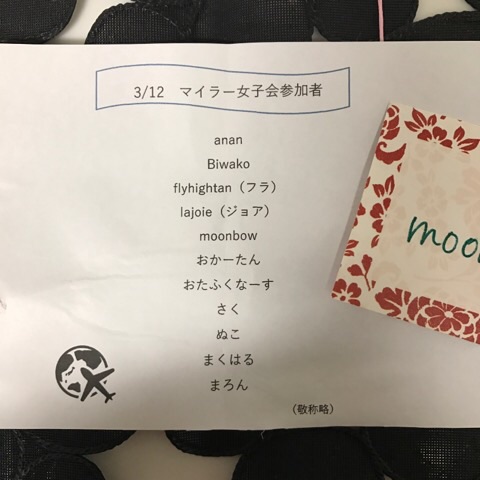 3/12　マイラー女子会参加者
anan
Biwako
flyhightan（フラ）
lajoie（ジョア）
moonbow
おかーたん
おたふくなーす
さく
ぬこ
まくはる
まろん
（敬称略）
moo